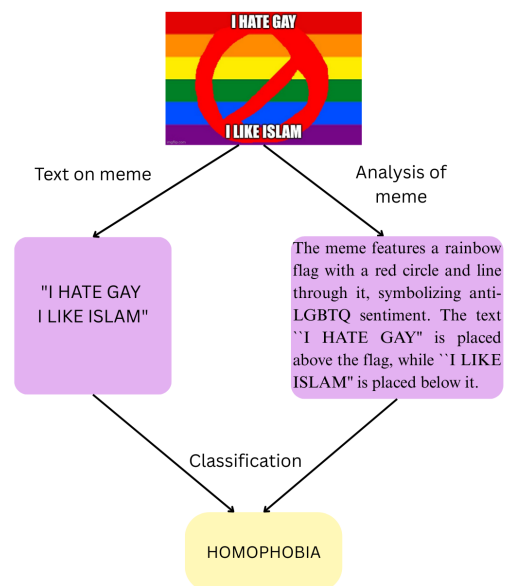 I HATE GAY
I LIKE ISLAM
imgflip.com
Text on meme
Analysis of
meme
"I HATE GAY
I LIKE ISLAM"
The meme features a rainbow
flag with a red circle and line
through it, symbolizing anti-
LGBTQ sentiment. The text
``I HATE GAY" is placed
above the flag, while ``I LIKE
ISLAM" is placed below it.
Classification
HOMOPHOBIA